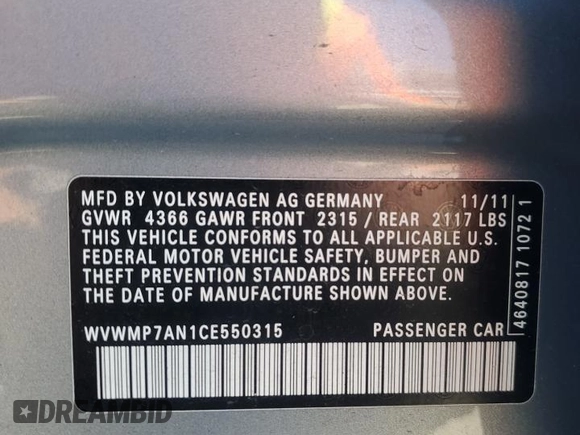 MFD BY VOLKSWAGEN AG GERMANY 11/11
GVWR 4366 GAWR FRONT 2315 / REAR 2117 LBS
THIS VEHICLE CONFORMS TO ALL APPLICABLE U.S.
FEDERAL MOTOR VEHICLE SAFETY, BUMPER AND
THEFT PREVENTION STANDARDS IN EFFECT ON
THE DATE OF MANUFACTURE SHOWN ABOVE.
WVWMP7AN1CE550315 PASSENGER CAR
4640817 1072 1
DREAMBID